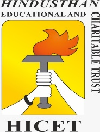 HINDUSTHAN
EDUCATIONAL AND
CHARITABLE TRUST
HICET